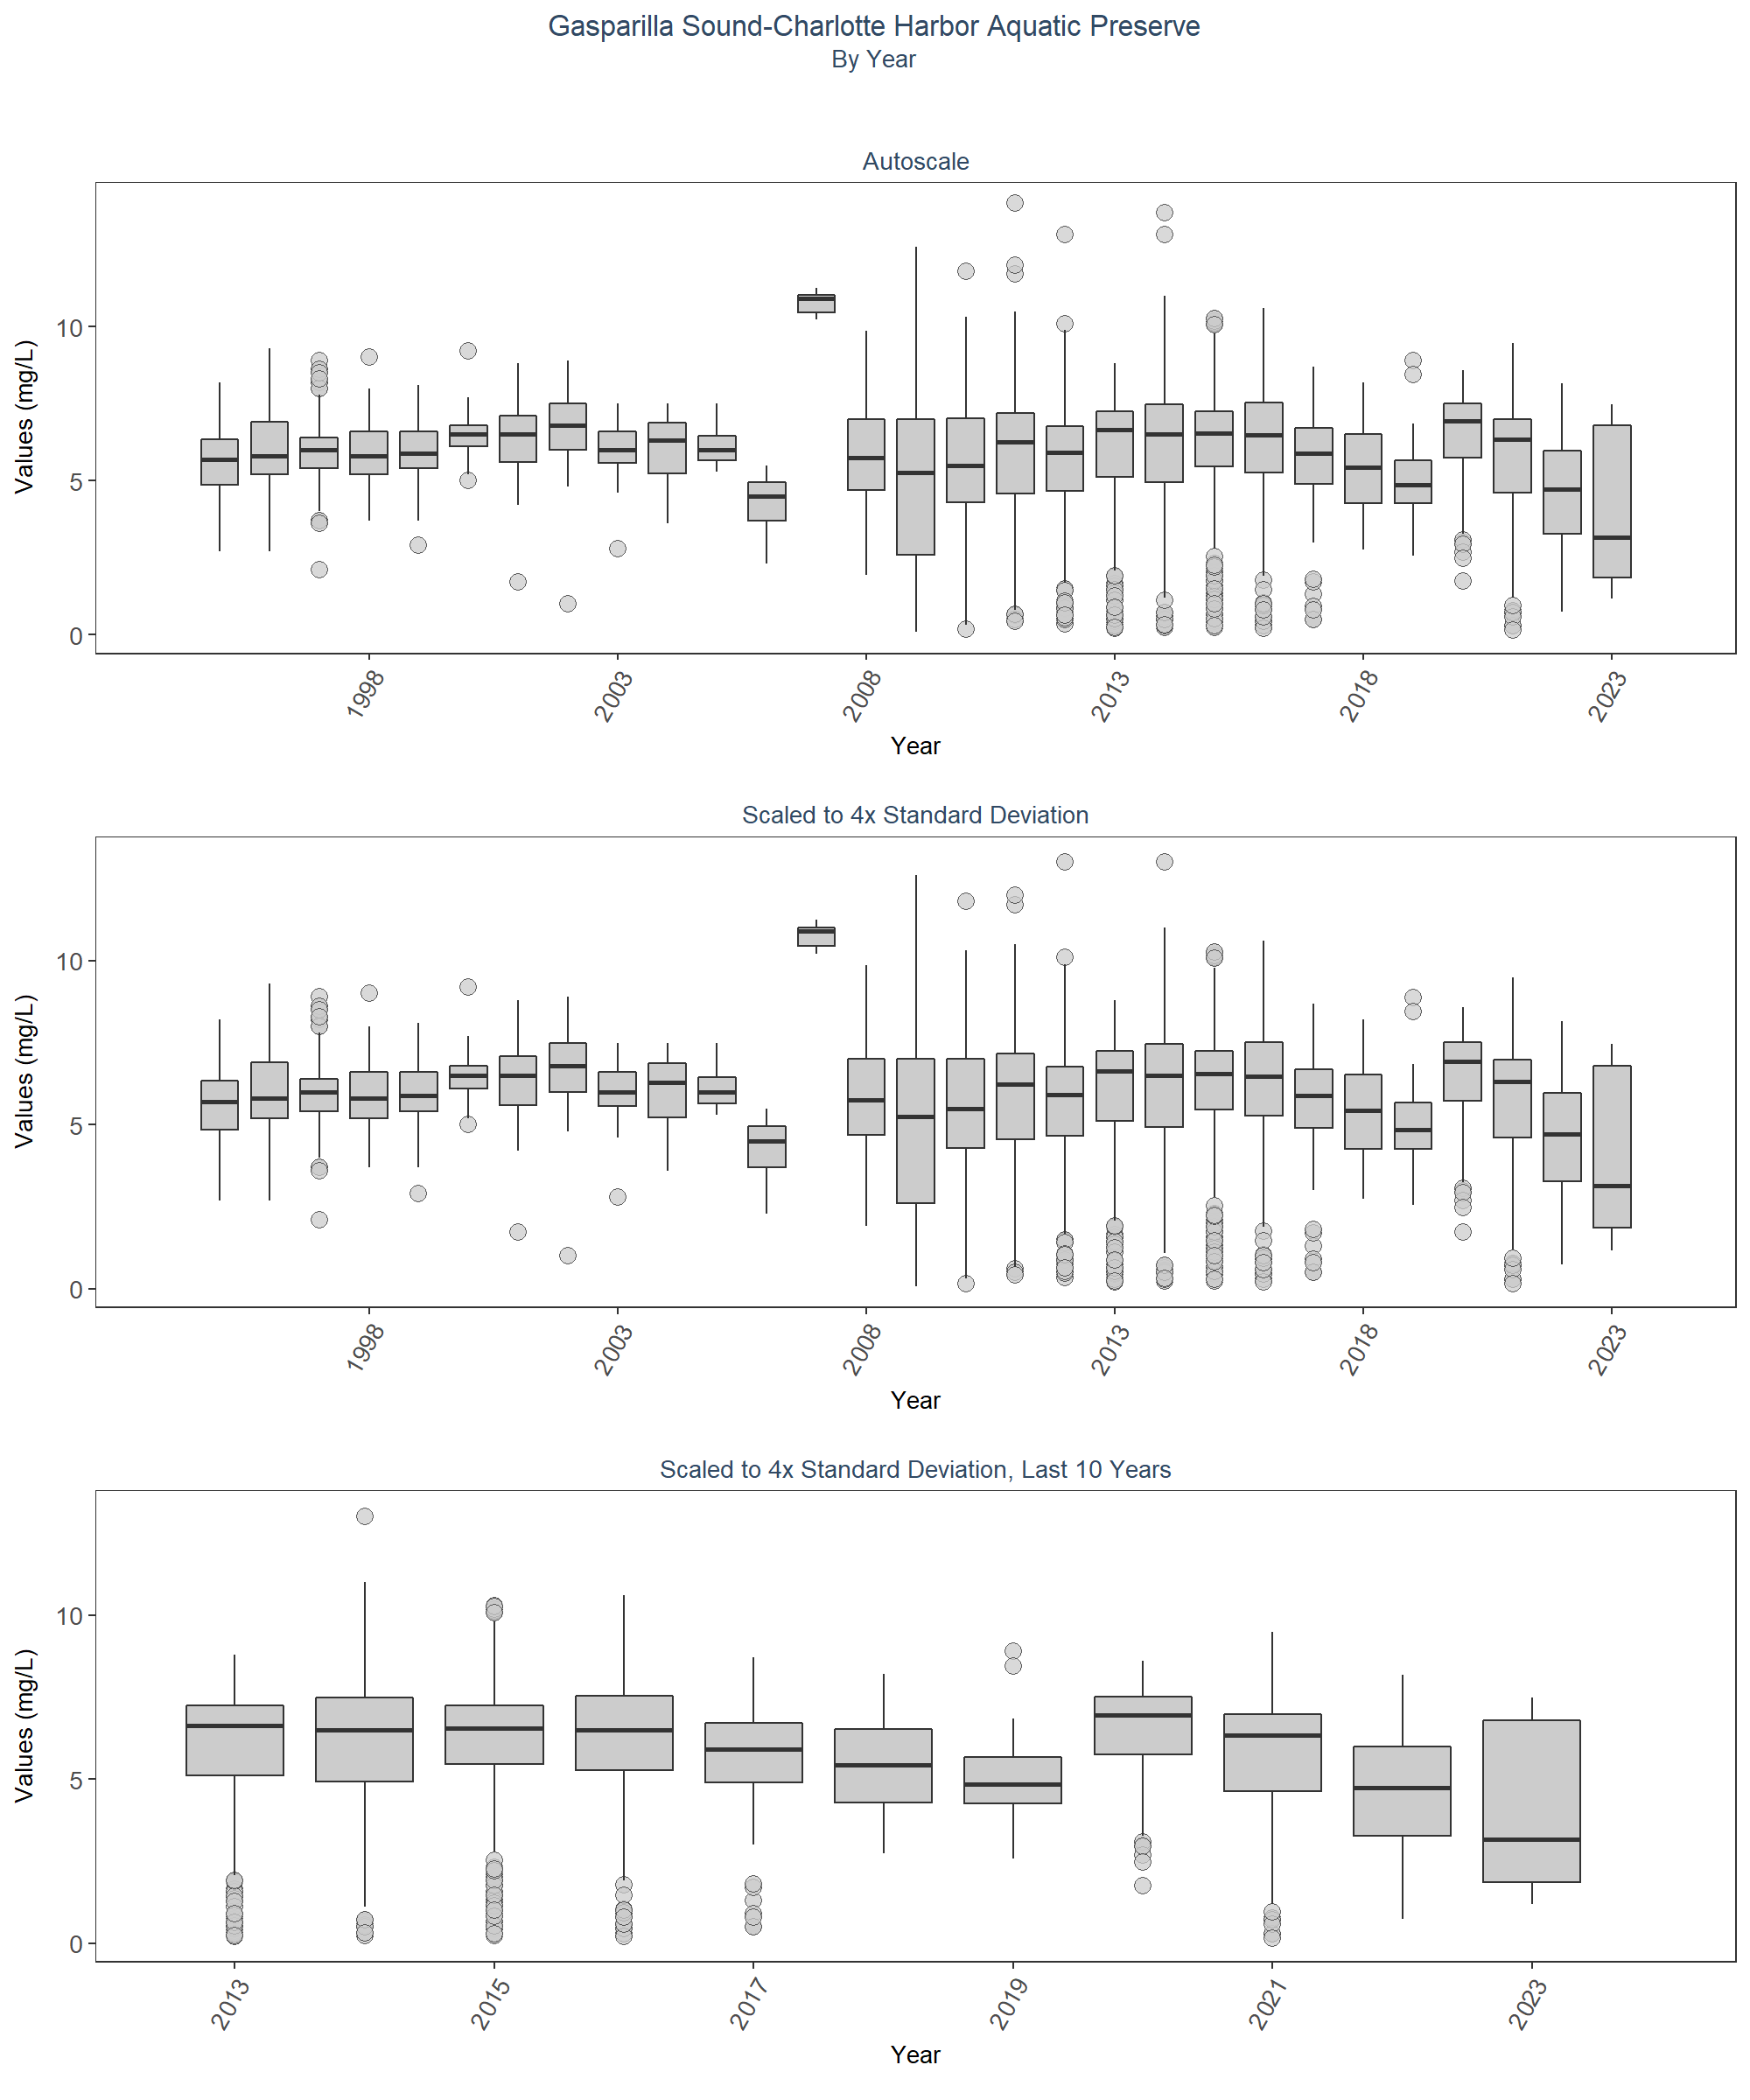 Gasparilla Sound-Charlotte Harbor Aquatic Preserve
By Year
Autoscale
Values (mg/L)
10
5
0
1998 2003 2008 2013 2018 2023
Year
Scaled to 4x Standard Deviation
Values (mg/L)
10
5
0
1998 2003 2008 2013 2018 2023
Year
Scaled to 4x Standard Deviation, Last 10 Years
Values (mg/L)
10
5
0
2013 2015 2017 2019 2021 2023
Year